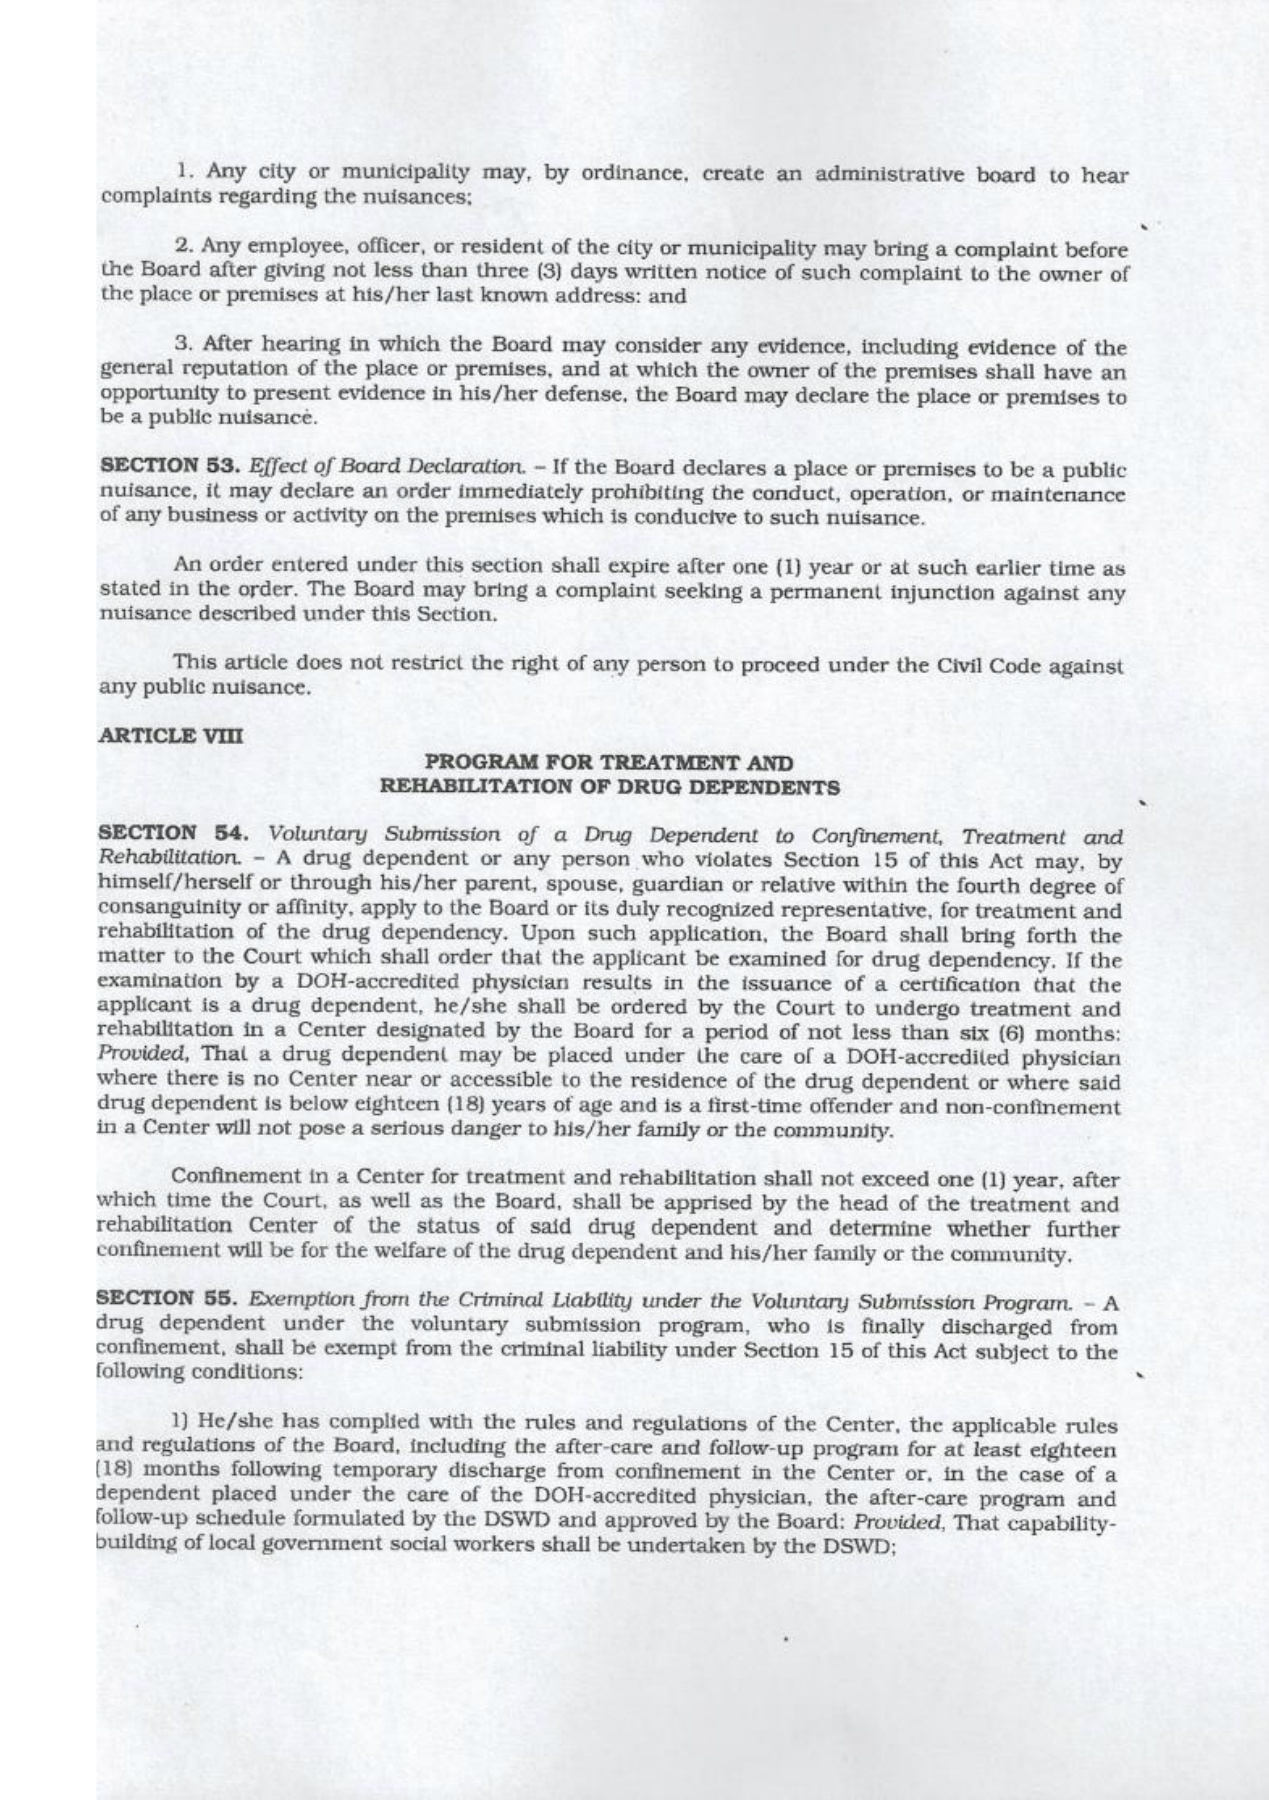 1. Any city or municipality may, by ordinance, create an administrative board to hear
complaints regarding the nuisances;
2. Any employee, officer, or resident of the city or municipality may bring a complaint before
the Board after giving not less than three (3) days written notice of such complaint to the owner of
the place or premises at his/her last known address: and
3. After hearing in which the Board may consider any evidence, including evidence of the
general reputation of the place or premises, and at which the owner of the premises shall have an
opportunity to present evidence in his/her defense, the Board may declare the place or premises to
be a public nuisance.
SECTION 53. Effect of Board Declaration. – If the Board declares a place or premises to be a public
nuisance, it may declare an order immediately prohibiting the conduct, operation, or maintenance
of any business or activity on the premises which is conducive to such nuisance.
An order entered under this section shall expire after one (1) year or at such earlier time as
stated in the order. The Board may bring a complaint seeking a permanent injunction against any
nuisance described under this Section.
This article does not restrict the right of any person to proceed under the Civil Code against
any public nuisance.
ARTICLE VIII
PROGRAM FOR TREATMENT AND
REHABILITATION OF DRUG DEPENDENTS
SECTION 54. Voluntary Submission of a Drug Dependent to Confinement, Treatment and
Rehabilitation. – A drug dependent or any person who violates Section 15 of this Act may, by
himself/herself or through his/her parent, spouse, guardian or relative within the fourth degree of
consanguinity or affinity, apply to the Board or its duly recognized representative, for treatment and
rehabilitation of the drug dependency. Upon such application, the Board shall bring forth the
matter to the Court which shall order that the applicant be examined for drug dependency. If the
examination by a DOH-accredited physician results in the issuance of a certification that the
applicant is a drug dependent, he/she shall be ordered by the Court to undergo treatment and
rehabilitation in a Center designated by the Board for a period of not less than six (6) months:
Provided, That a drug dependent may be placed under the care of a DOH-accredited physician
where there is no Center near or accessible to the residence of the drug dependent or where said
drug dependent is below eighteen (18) years of age and is a first-time offender and non-confinement
in a Center will not pose a serious danger to his/her family or the community.
Confinement in a Center for treatment and rehabilitation shall not exceed one (1) year, after
which time the Court, as well as the Board, shall be apprised by the head of the treatment and
rehabilitation Center of the status of said drug dependent and determine whether further
confinement will be for the welfare of the drug dependent and his/her family or the community.
SECTION 55. Exemption from the Criminal Liability under the Voluntary Submission Program. – A
drug dependent under the voluntary submission program, who is finally discharged from
confinement, shall be exempt from the criminal liability under Section 15 of this Act subject to the
following conditions:
1) He/she has complied with the rules and regulations of the Center, the applicable rules
and regulations of the Board, including the after-care and follow-up program for at least eighteen
(18) months following temporary discharge from confinement in the Center or, in the case of a
dependent placed under the care of the DOH-accredited physician, the after-care program and
follow-up schedule formulated by the DSWD and approved by the Board: Provided, That capability-
building of local government social workers shall be undertaken by the DSWD;